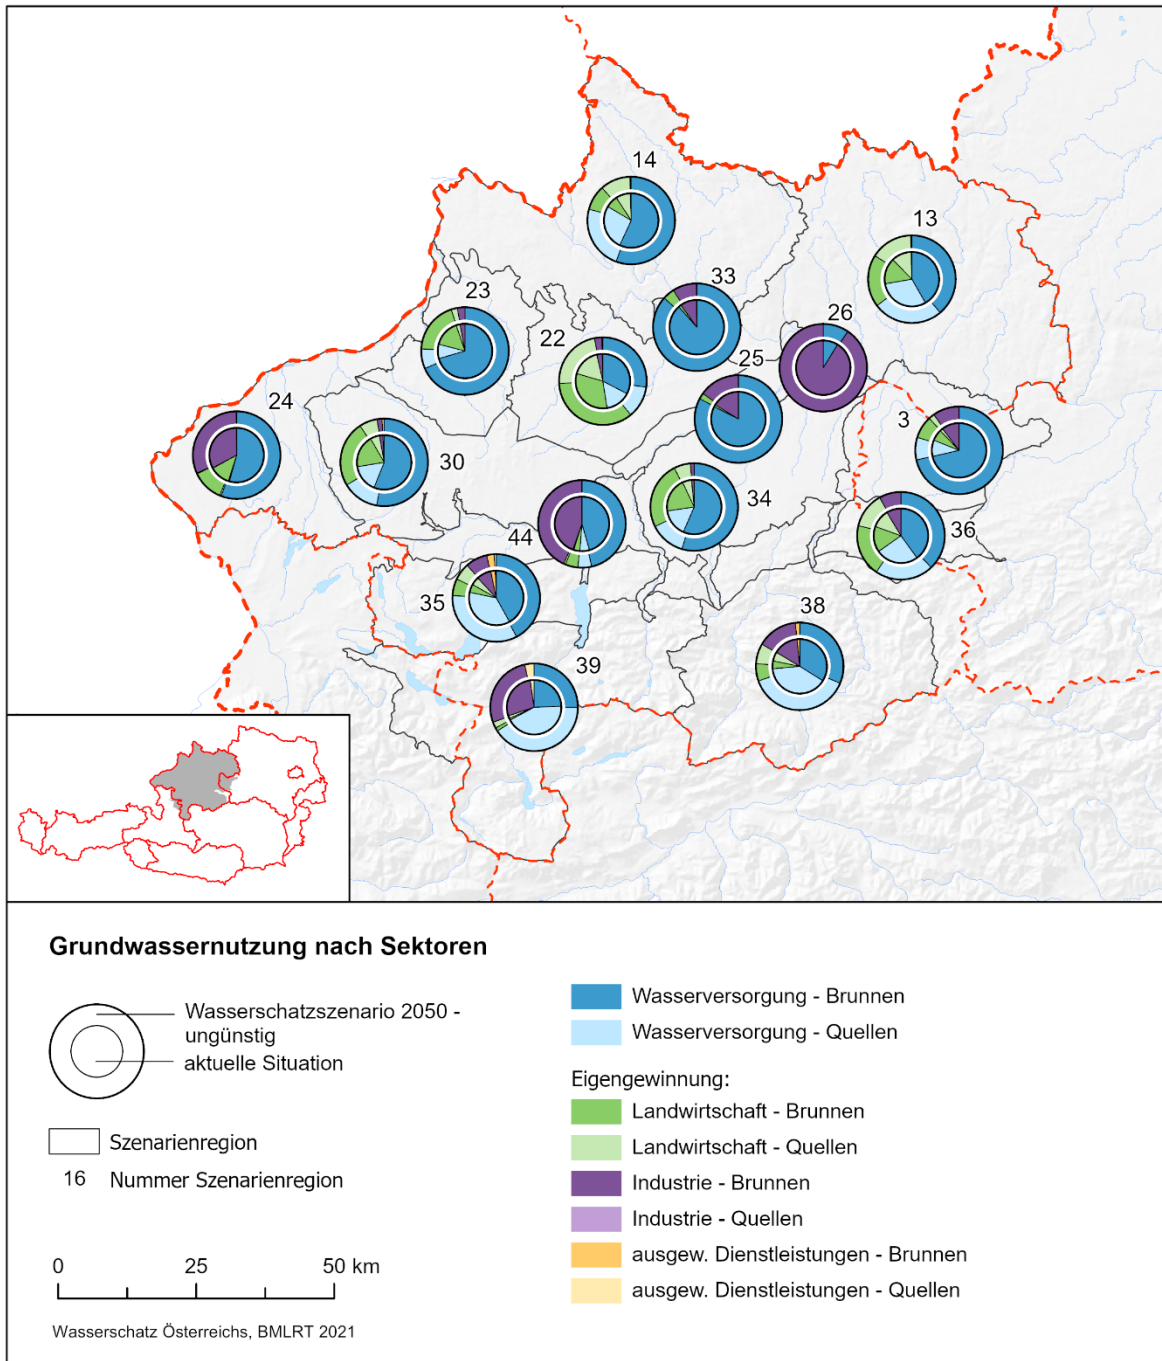 14
13
33
23
26
22
25
24
3
30
34
36
44
35
38
39
Grundwassernutzung nach Sektoren
Wasserschatzszenario 2050 -
ungünstig
aktuelle Situation
Szenarienregion
16 Nummer Szenarienregion
0 25 50 km
Wasserschatz Österreichs, BMLRT 2021
Wasserversorgung - Brunnen
Wasserversorgung - Quellen
Eigengewinnung:
Landwirtschaft - Brunnen
Landwirtschaft - Quellen
Industrie - Brunnen
Industrie - Quellen
ausgew. Dienstleistungen - Brunnen
ausgew. Dienstleistungen - Quellen